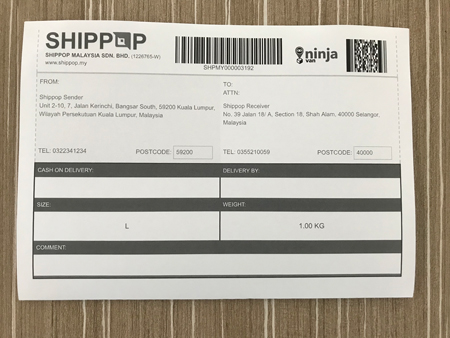 SHIPPOP
SHIPPOP MALAYSIA SDN. BHD. (1226765-W)
www.shippop.my
SHPMY000003192
ninja
van
FROM:
Shippop Sender
Unit 2-10, 7, Jalan Kerinchi, Bangsar South, 59200 Kuala Lumpur,
Wilayah Persekutuan Kuala Lumpur, Malaysia
TEL: 0322341234
POSTCODE: 59200
TO:
ATTN:
Shippop Receiver
No. 39 Jalan 18/ A, Section 18, Shah Alam. 40000 Selangor,
Malaysia
TEL: 0355210059
POSTCODE: 40000
CASH ON DELIVERY:
DELIVERY BY:
SIZE:
WEIGHT:
L
1.00 KG
COMMENT: